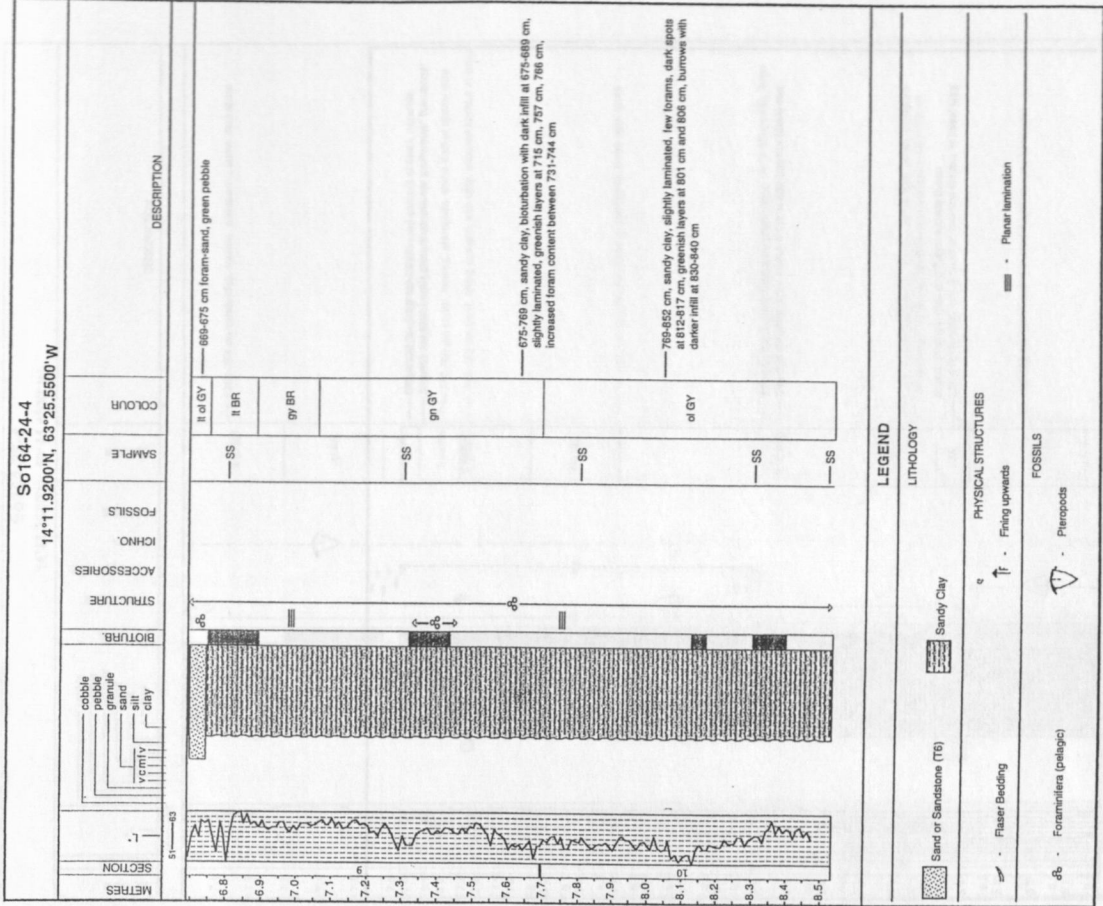 So164-24-4
14°11.9200'N, 63°25.5500'W
METRES
SECTION
L*
51
63
cobble
pebble
granule
sand
silt
clay
vcmfv
BIOTURB.
STRUCTURE
ACCESSORIES
ICHNO.
FOSSILS
SAMPLE
COLOUR
DESCRIPTION
-6.8
-6.9
-7.0
-7.1
-7.2
-7.3
-7.4
-7.5
-7.6
-7.7
-7.8
-7.9
-8.0
-8.1
-8.2
-8.3
-8.4
-8.5
9
10
SS
SS
SS
SS
SS
lt ol GY
lt BR
gy BR
gn GY
ol GY
669-675 cm foram-sand, green pebble
675-769 cm, sandy clay, bioturbation with dark infill at 675-689 cm,
slightly laminated, greenish layers at 715 cm, 757 cm, 766 cm,
increased foram content between 731-744 cm
769-852 cm, sandy clay, slightly laminated, few forams, dark spots
at 812-817 cm, greenish layers at 801 cm and 806 cm, burrows with
darker infill at 830-840 cm
LEGEND
LITHOLOGY
Sand or Sandstone (T6)
Sandy Clay
PHYSICAL STRUCTURES
Flaser Bedding
Fining upwards
Planar lamination
FOSSILS
Foraminifera (pelagic)
Pteropods